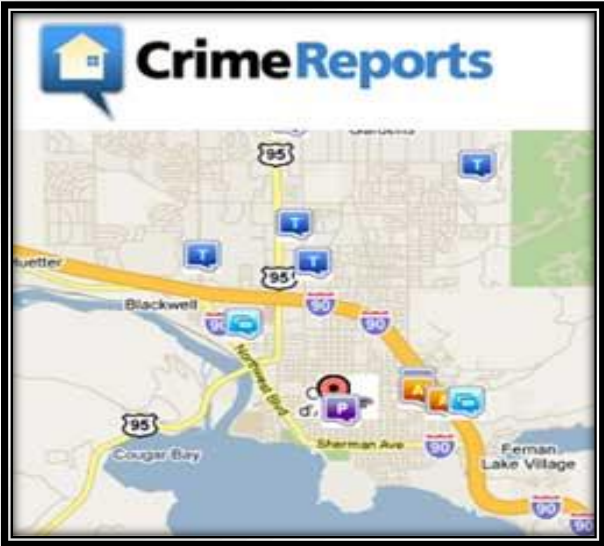 CrimeReports
Gardens
95
T
T
T
T
Huetter
95
Blackwell
90
90
90
Northwest Blvd
C
A
A
d'A
P
95
Sherman Ave
90
Cougar Bay
Fernan
Lake Village
90
90